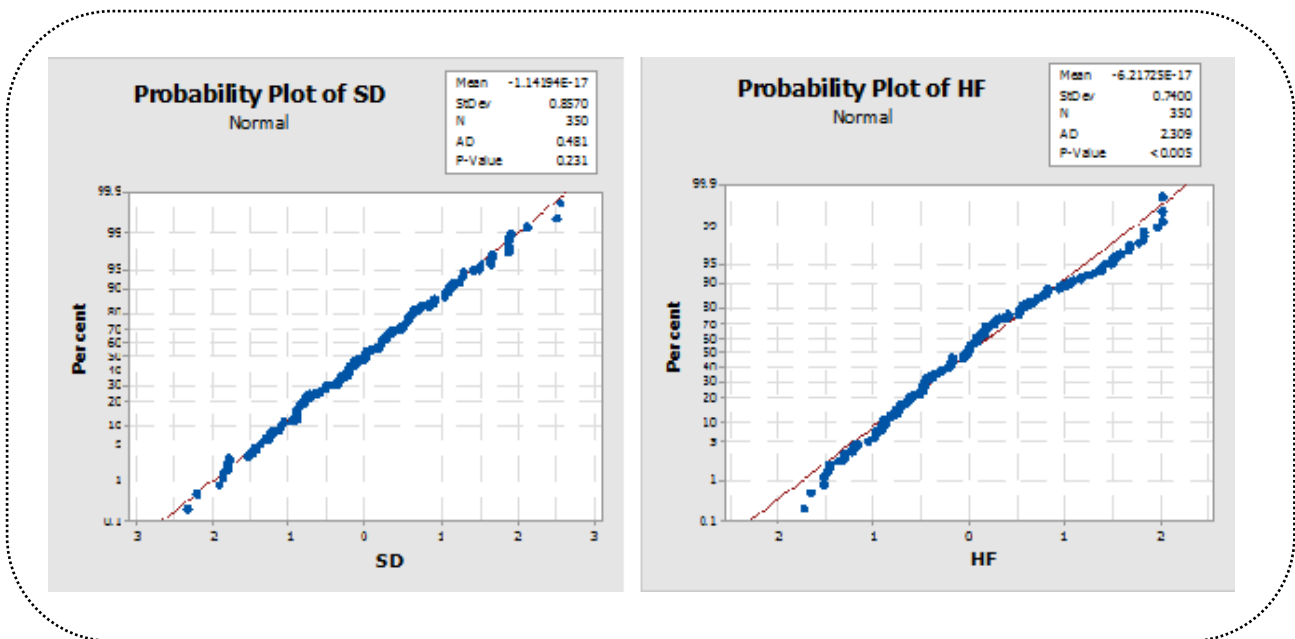 Probability Plot of SD
Normal
Mean -1.14194E-17
StDev 0.8570
N 350
AD 0.481
P-Value 0.231
99.9
99
95
90
80
70
60
50
40
30
20
10
5
1
0.1
Percent
3 2 1 0 1 2 3
SD
Probability Plot of HF
Normal
Mean -6.21725E-17
StDev 0.7400
N 350
AD 2.309
P-Value <0.005
99.9
99
95
90
80
70
60
50
40
30
20
10
5
1
0.1
Percent
2 1 0 1 2
HF